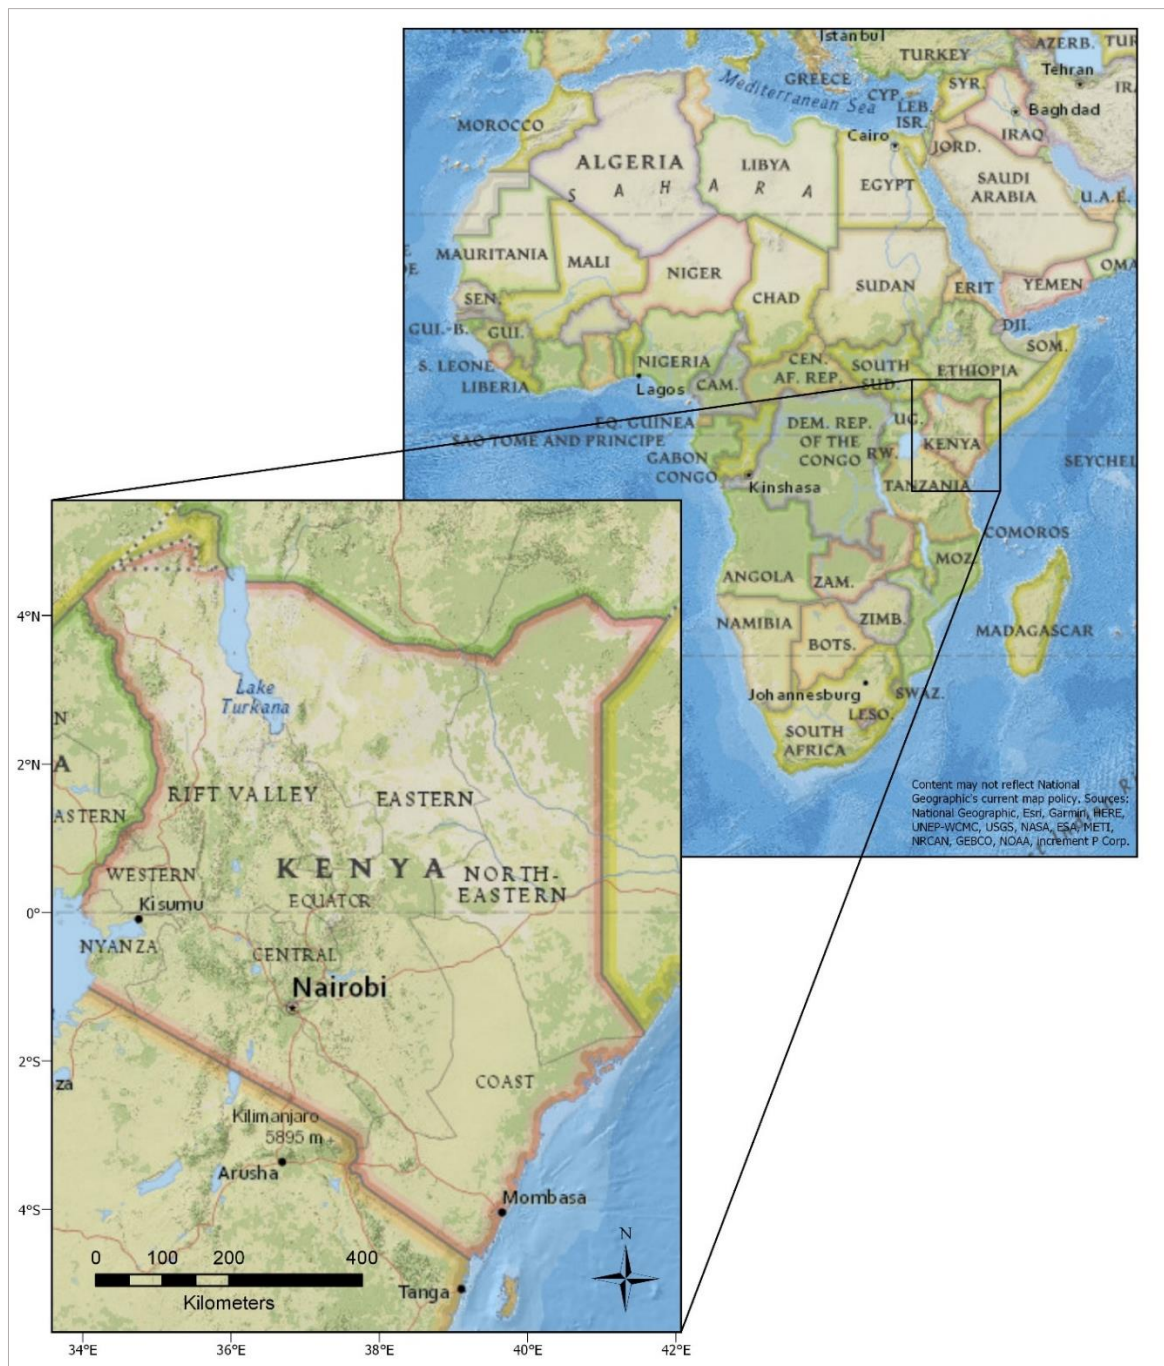 Istanbul
TURKEY
AZERB.
TUR
GREECE
Tehran
Mediterranean Sea
CYP.
SYR.
IRA
LEB.
Baghdad
ISR.
MOROCCO
Cairo
IRAQ
JORD.
ALGERIA
LIBYA
EGYPT
SAUDI
ARABIA
SAHARA
U.A.E.
MAURITANIA
MALI
NIGER
CHAD
SUDAN
ERIT
YEMEN
OMA
SEN.
GUI.-B.
GUI.
DJI.
SOM.
S. LEONE
LIBERIA
NIGERIA
Lagos
CAM.
CEN.
AF. REP.
SOUTH
SUD.
ETHIOPIA
EQ. GUINEA
SAO TOME AND PRINCIPE
GABON
CONGO
DEM. REP.
OF THE
CONGO
UG.
RW.
KENYA
SEYCHEL
Kinshasa
TANZANIA
COMOROS
ANGOLA
ZAM.
MOZ.
NAMIBIA
BOTS.
ZIMB.
MADAGASCAR
Johannesburg
SWAZ.
LESO.
SOUTH
AFRICA
Content may not reflect National
Geographic's current map policy. Sources:
National Geographic, Esri, Garmin, HERE,
UNEP-WCMC, USGS, NASA, ESA, METI,
NRCAN, GEBCO, NOAA, increment P Corp.
4°N
2°N
0°
2°S
4°S
Lake
Turkana
N
A
ASTERN
RIFT VALLEY
EASTERN
KENYA
WESTERN
NORTH-
EASTERN
Kisumu
EQUATOR
NYANZA
CENTRAL
Nairobi
COAST
za
Kilimanjaro
5895 m
Arusha
Mombasa
0 100 200 400
Kilometers
N
Tanga
34°E 36°E 38°E 40°E 42°E